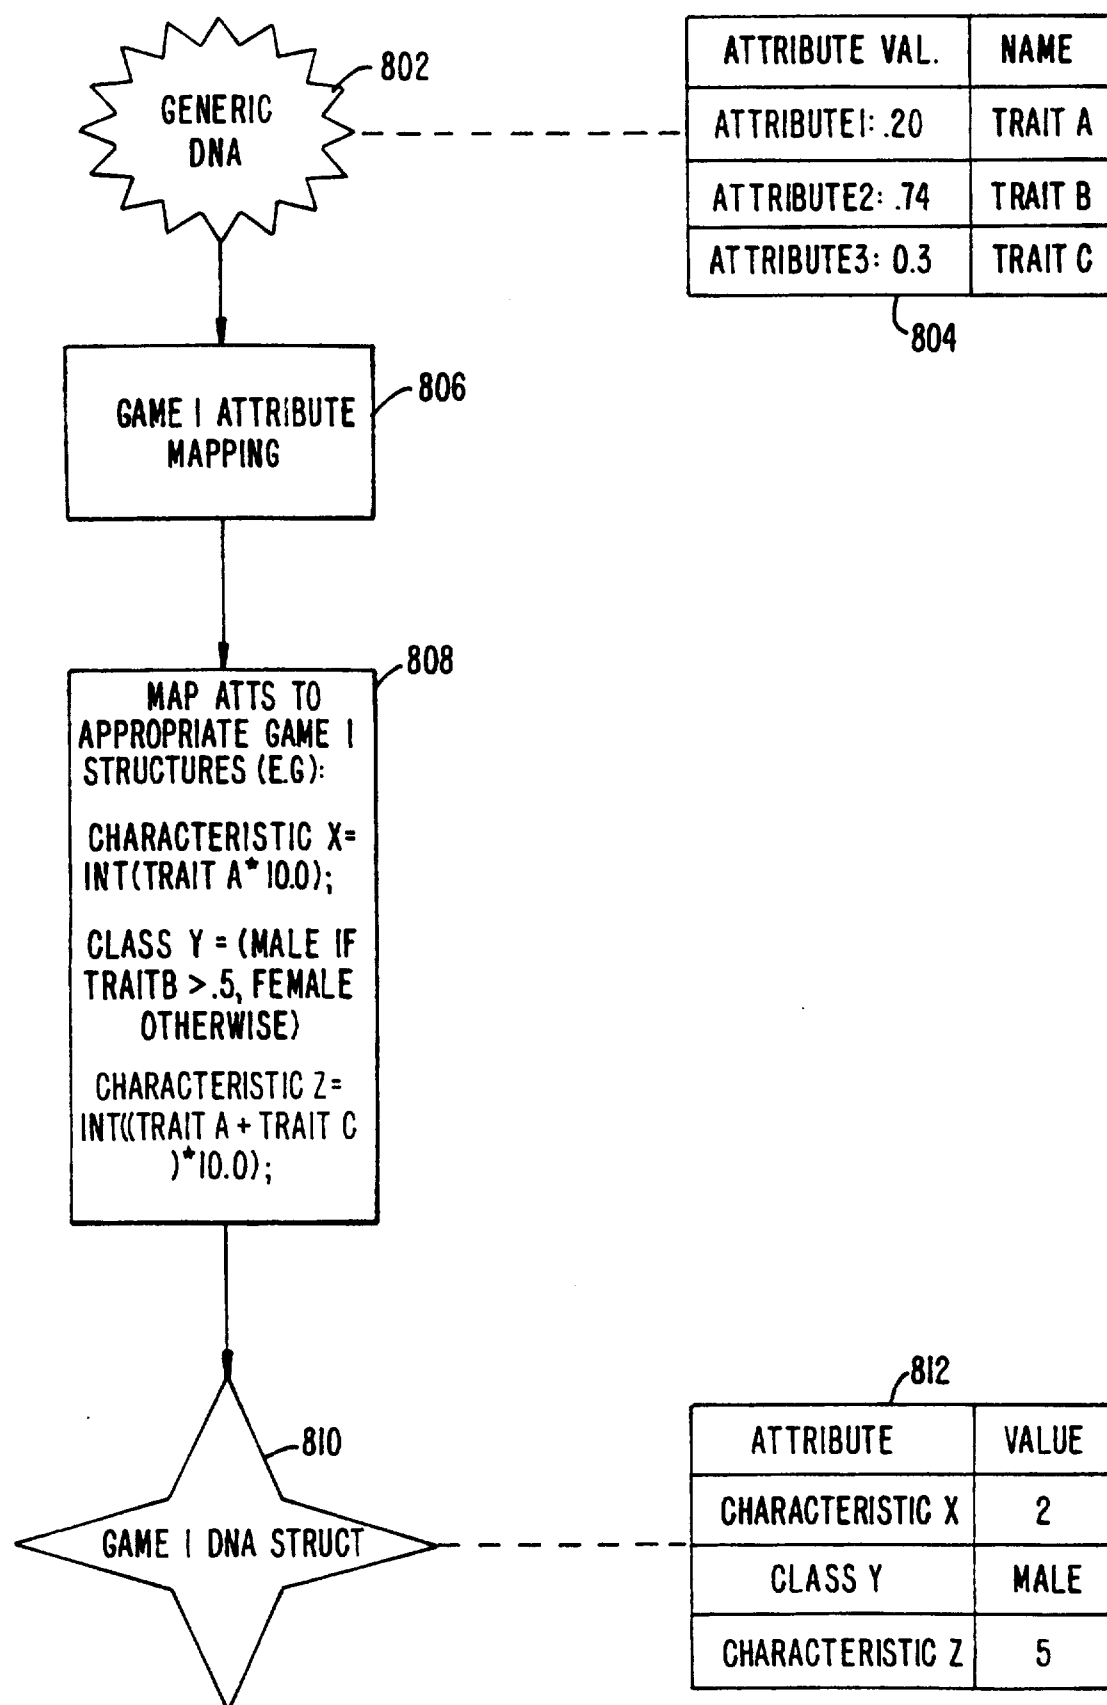 802
GENERIC
DNA
ATTRIBUTE VAL. NAME
ATTRIBUTE1: .20 TRAIT A
ATTRIBUTE2: .74 TRAIT B
ATTRIBUTE3: 0.3 TRAIT C
804
806
GAME 1 ATTRIBUTE
MAPPING
808
MAP ATTS TO
APPROPRIATE GAME 1
STRUCTURES (E.G):
CHARACTERISTIC X=
INT(TRAIT A* 10.0);
CLASS Y = (MALE IF
TRAITB >.5, FEMALE
OTHERWISE)
CHARACTERISTIC Z=
INT((TRAIT A + TRAIT C
)*10.0);
810
GAME 1 DNA STRUCT
812
ATTRIBUTE VALUE
CHARACTERISTIC X 2
CLASS Y MALE
CHARACTERISTIC Z 5